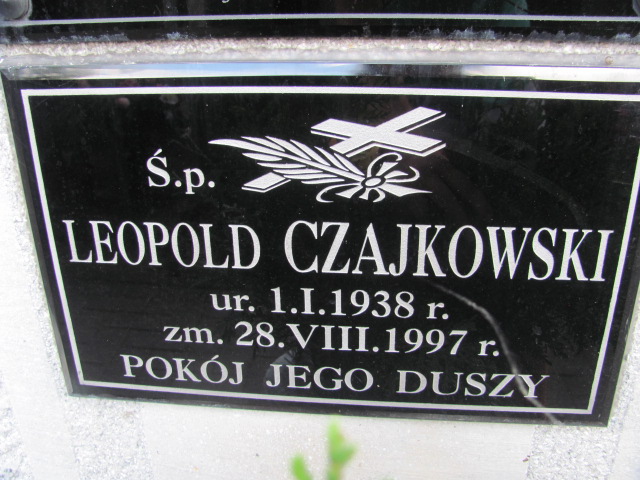 Ś.p.
LEOPOLD CZAJKOWSKI
ur. 1.I.1938 r.
zm. 28.VIII.1997 r.
POKÓJ JEGO DUSZY